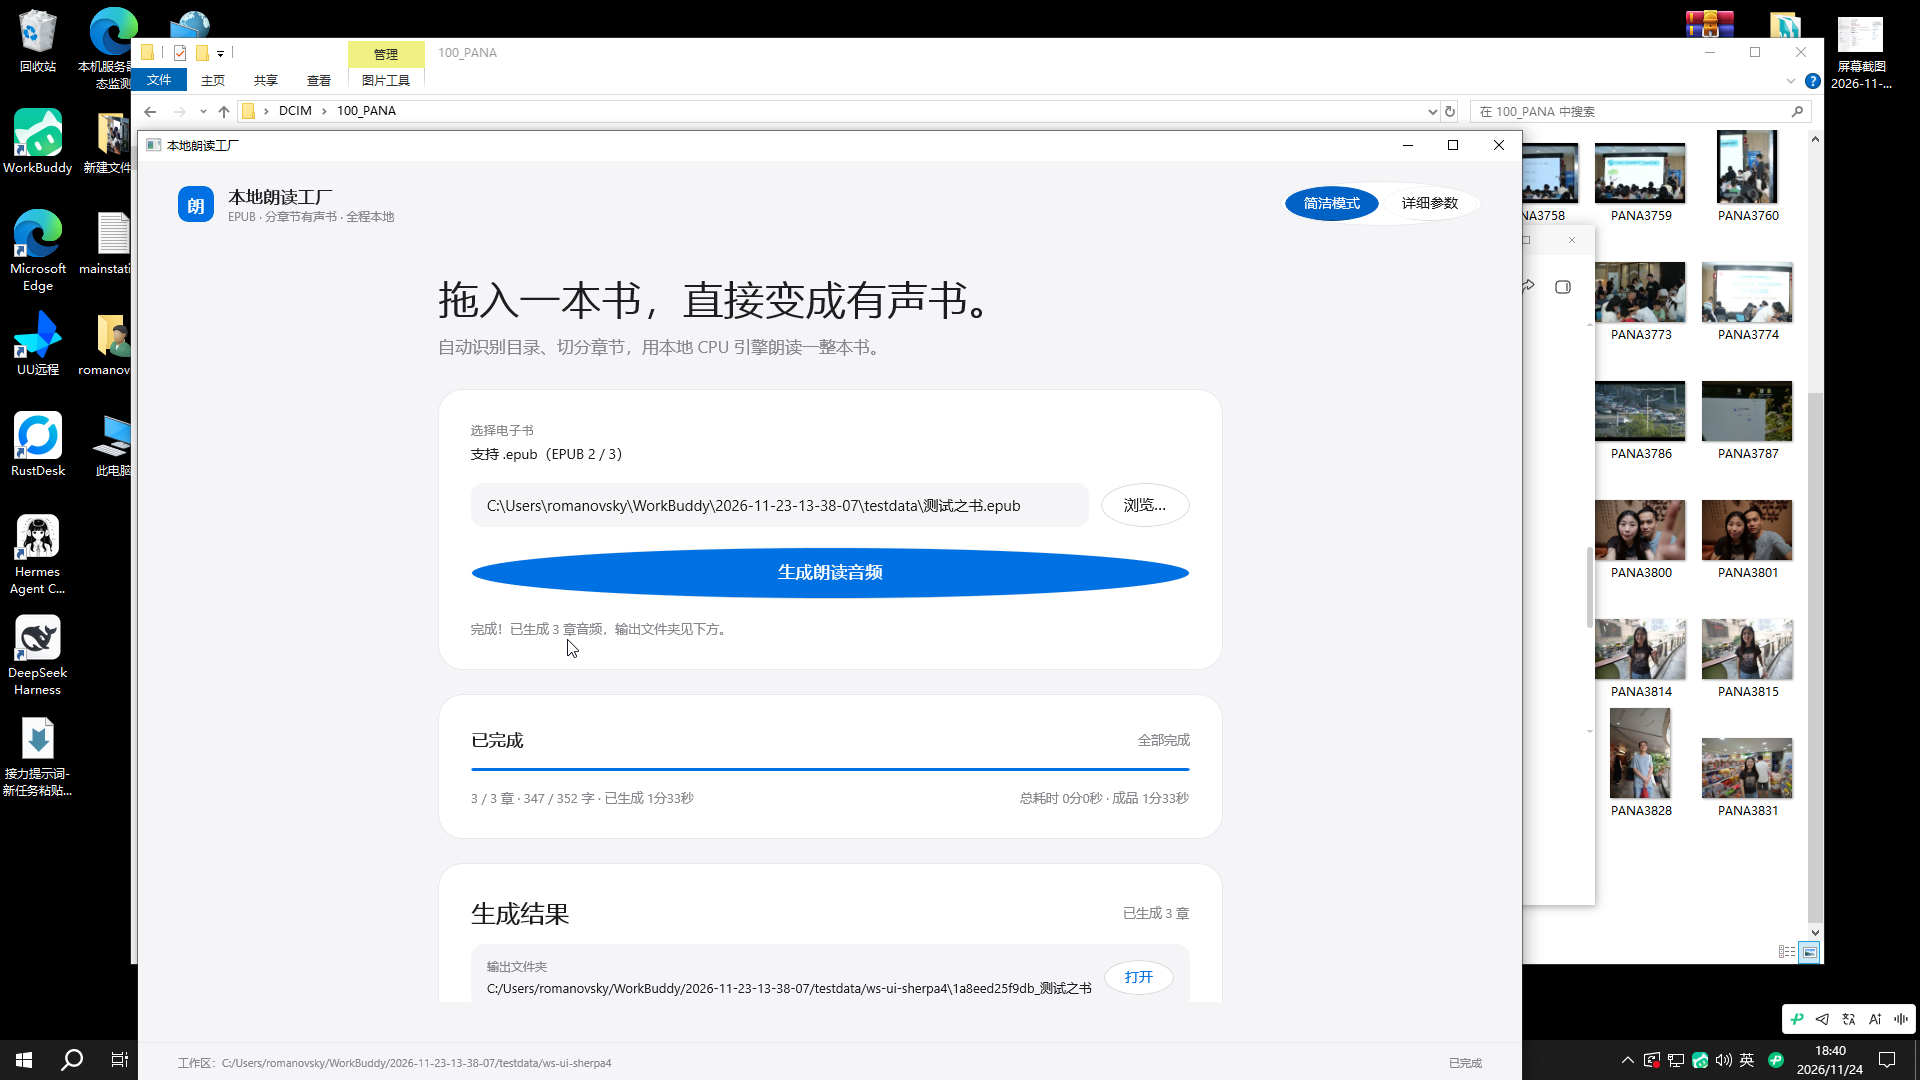 回收站
本机服务器
态监测
WorkBuddy
新建文件
Microsoft
Edge
mainstati
UU远程
romanov
RustDesk
此电脑
Hermes
Agent C...
DeepSeek
Harness
接力提示词-
新任务粘贴...
屏幕截图
2026-11-...
管理
100_PANA
文件
主页
共享
查看
图片工具
DCIM
100_PANA
在 100_PANA 中搜索
本地朗读工厂
朗
本地朗读工厂
EPUB · 分章节有声书 · 全程本地
简洁模式
详细参数
拖入一本书，直接变成有声书。
自动识别目录、切分章节，用本地 CPU 引擎朗读一整本书。
选择电子书
支持 .epub（EPUB 2 / 3）
C:\Users\romanovsky\WorkBuddy\2026-11-23-13-38-07\testdata\测试之书.epub
浏览...
生成朗读音频
完成！已生成 3 章音频，输出文件夹见下方。
已完成
全部完成
3 / 3 章 · 347 / 352 字 · 已生成 1分33秒
总耗时 0分0秒 · 成品 1分33秒
生成结果
已生成 3 章
输出文件夹
C:/Users/romanovsky/WorkBuddy/2026-11-23-13-38-07/testdata/ws-ui-sherpa4\1a8eed25f9db_测试之书
打开
工作区：C:/Users/romanovsky/WorkBuddy/2026-11-23-13-38-07/testdata/ws-ui-sherpa4
已完成
NA3758
PANA3759
PANA3760
PANA3773
PANA3774
PANA3786
PANA3787
PANA3800
PANA3801
PANA3814
PANA3815
PANA3828
PANA3831
英
18:40
2026/11/24